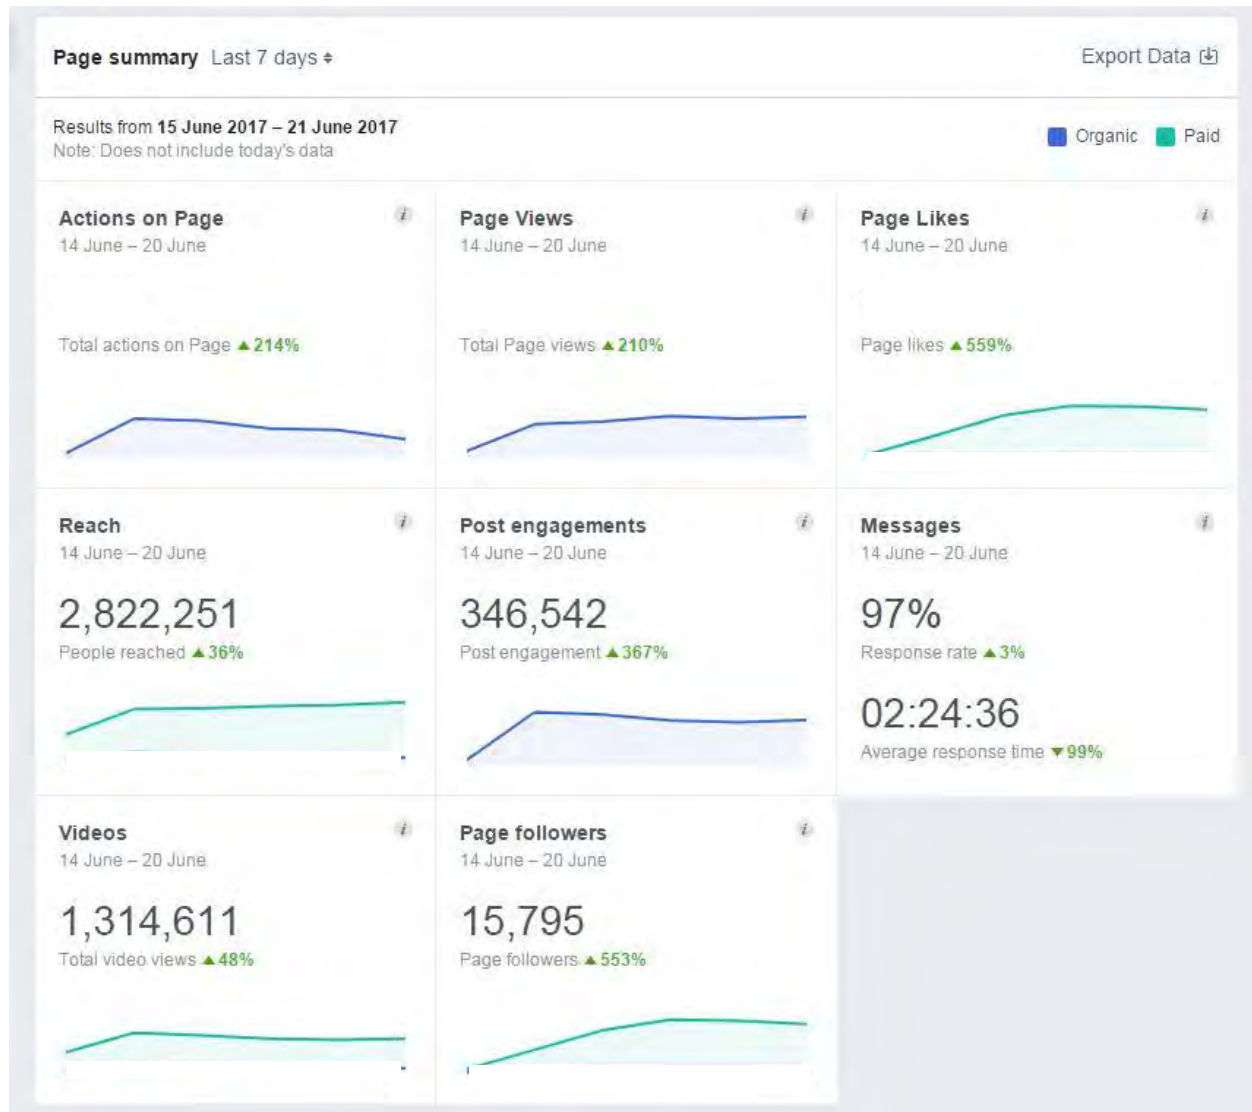 Page summary Last 7 days
Export Data
Results from 15 June 2017 – 21 June 2017
Note: Does not include today's data
Organic Paid
Actions on Page
14 June – 20 June
Total actions on Page ▲214%
Page Views
14 June – 20 June
Total Page views ▲210%
Page Likes
14 June – 20 June
Page likes ▲559%
Reach
14 June – 20 June
2,822,251
People reached ▲36%
Post engagements
14 June – 20 June
346,542
Post engagement ▲367%
Messages
14 June – 20 June
97%
Response rate ▲3%
02:24:36
Average response time ▼99%
Videos
14 June – 20 June
1,314,611
Total video views ▲48%
Page followers
14 June – 20 June
15,795
Page followers ▲553%